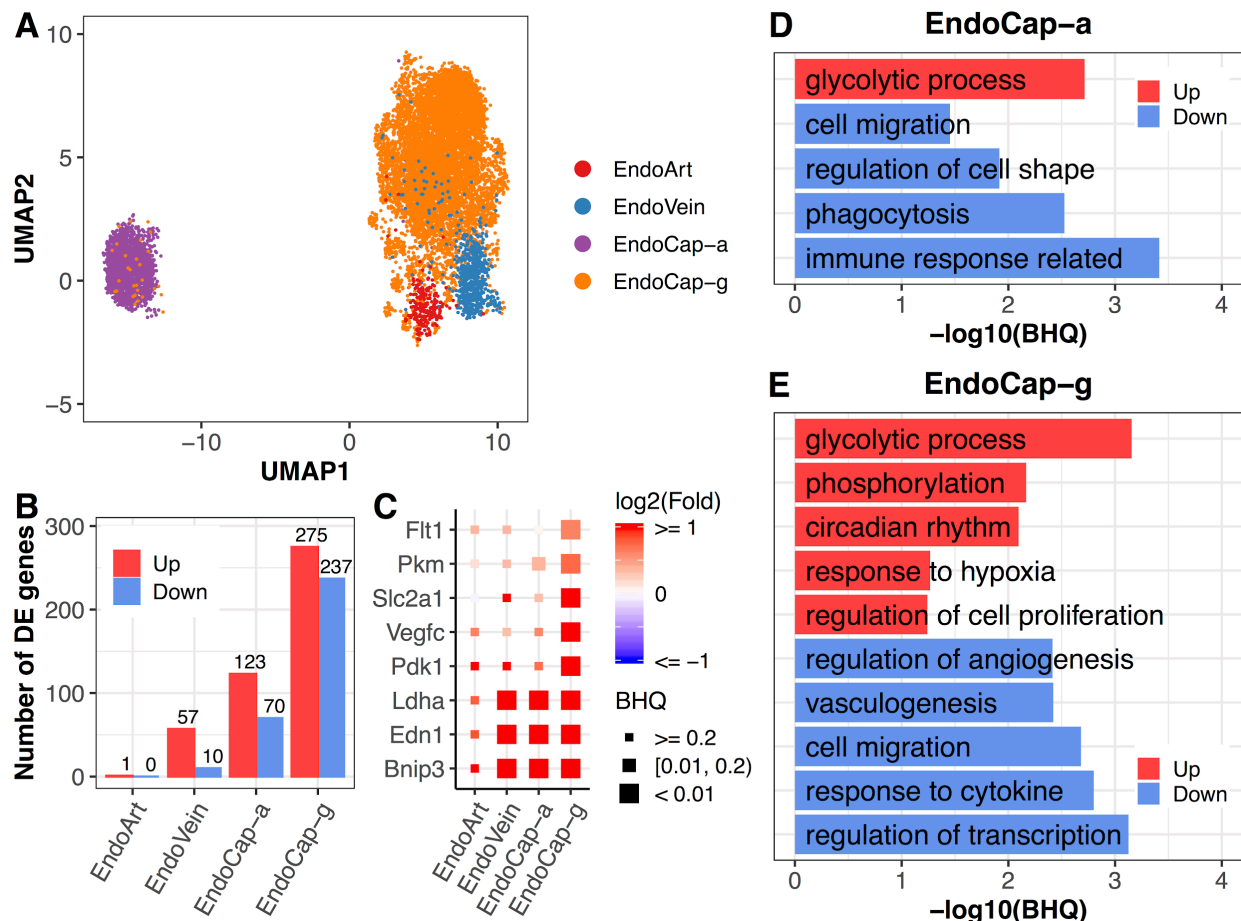 A
10
5
0
−5
UMAP2
−10
0
10
UMAP1
EndoArt
EndoVein
EndoCap−a
EndoCap−g
B
Number of DE genes
300
200
100
0
Up
Down
1
0
57
10
123
70
275
237
EndoArt
EndoVein
EndoCap−a
EndoCap−g
C
Flt1
Pkm
Slc2a1
Vegfc
Pdk1
Ldha
Edn1
Bnip3
EndoArt
EndoVein
EndoCap−a
EndoCap−g
log2(Fold)
>= 1
0
<= −1
BHQ
>= 0.2
[0.01, 0.2)
< 0.01
D
EndoCap−a
glycolytic process
cell migration
regulation of cell shape
phagocytosis
immune response related
Up
Down
0 1 2 3 4
−log10(BHQ)
E
EndoCap−g
glycolytic process
phosphorylation
circadian rhythm
response to hypoxia
regulation of cell proliferation
regulation of angiogenesis
vasculogenesis
cell migration
response to cytokine
regulation of transcription
Up
Down
0 1 2 3 4
−log10(BHQ)